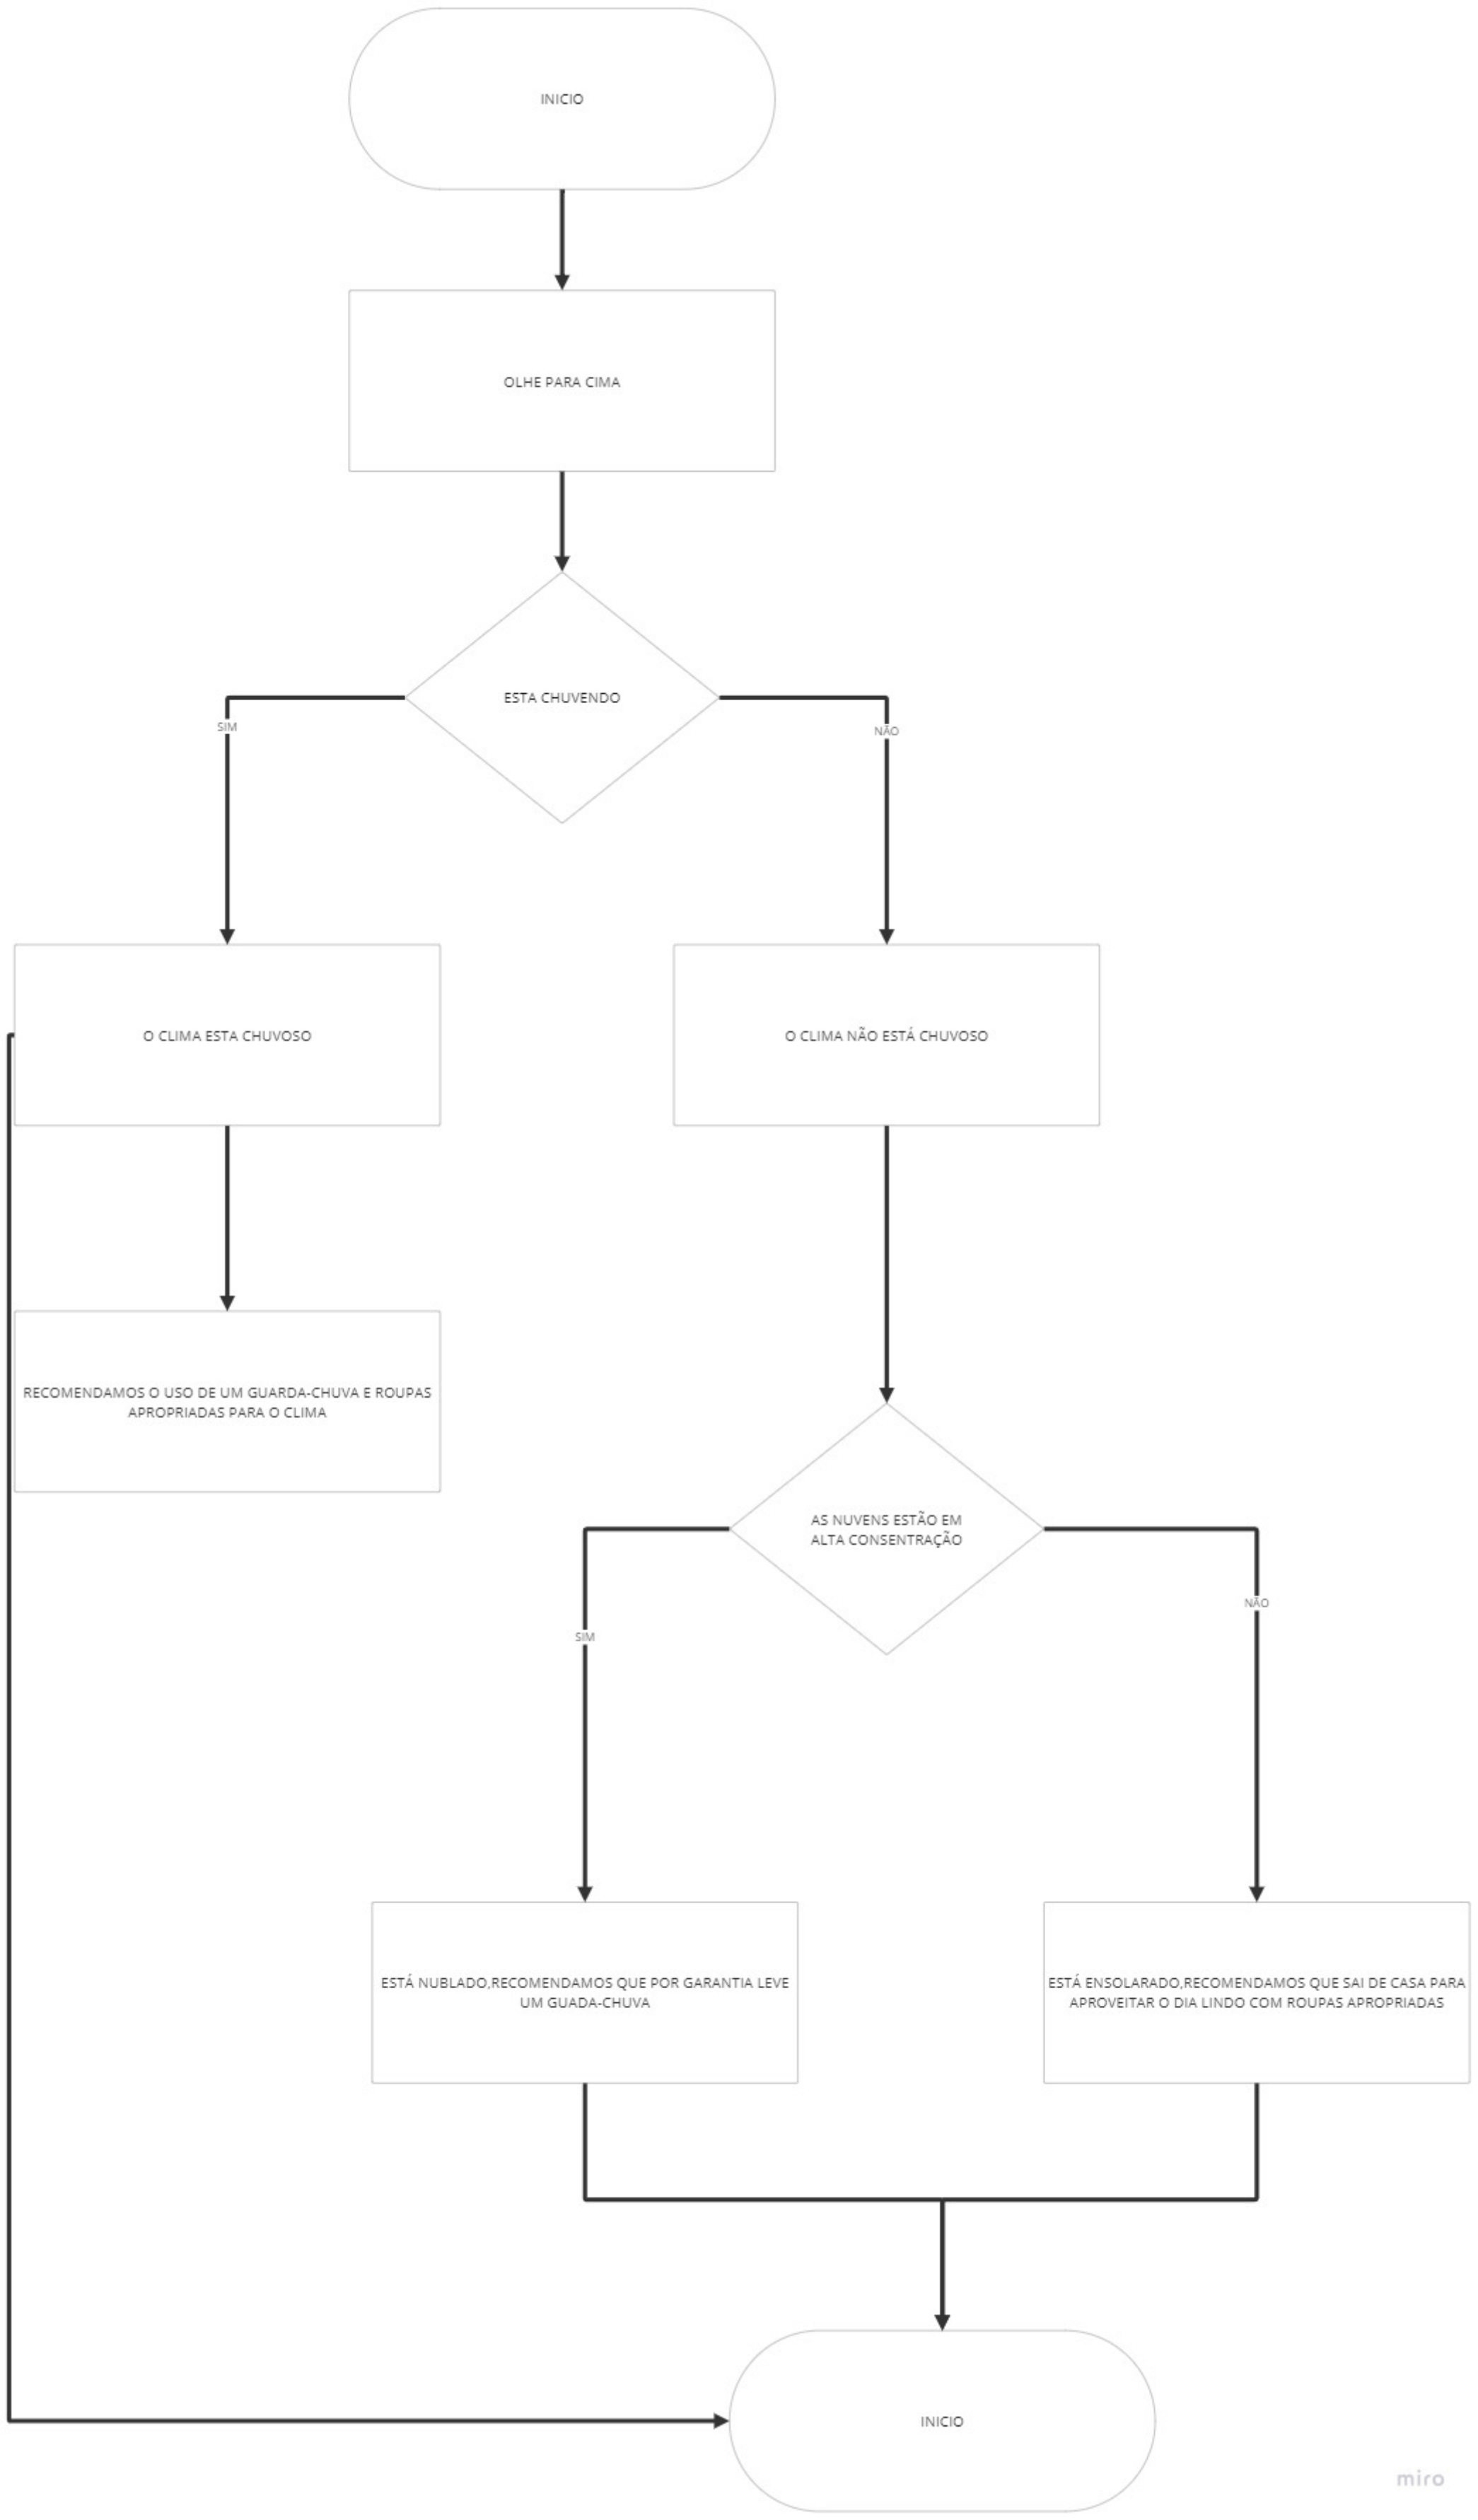 INICIO
OLHE PARA CIMA
ESTA CHUVENDO
SIM
NÃO
O CLIMA ESTA CHUVOSO
O CLIMA NÃO ESTÁ CHUVOSO
RECOMENDAMOS O USO DE UM GUARDA-CHUVA E ROUPAS
APROPRIADAS PARA O CLIMA
AS NUVENS ESTÃO EM
ALTA CONSENTRAÇÃO
SIM
NÃO
ESTÁ NUBLADO,RECOMENDAMOS QUE POR GARANTIA LEVE
UM GUADA-CHUVA
ESTÁ ENSOLARADO,RECOMENDAMOS QUE SAI DE CASA PARA
APROVEITAR O DIA LINDO COM ROUPAS APROPRIADAS
INICIO
miro